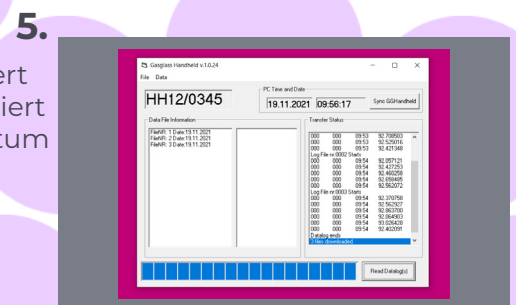 5.
ert
iert
tum
Gasglass Handheld v.1.0.24
File Data
HH12/0345
PC Time and Date
19.11.2021 09:56:17
Sync GGHandheld
Data File Information
FileNR: 1 Date:19.11.2021
FileNR: 2 Date:19.11.2021
FileNR: 3 Date:19.11.2021
Transfer Status
000 000 09:53 92.708503
000 000 09:53 92.525016
000 000 09:53 92.421348
Log File nr 0002 Starts
000 000 09:54 92.057121
000 000 09:54 92.427253
000 000 09:54 92.460258
000 000 09:54 92.698485
000 000 09:54 92.562072
Log File nr 0003 Starts
000 000 09:54 92.370758
000 000 09:54 92.562927
000 000 09:54 92.863700
000 000 09:54 92.864903
000 000 09:54 93.026428
000 000 09:54 92.402091
Datalog ends
3 files downloaded
Read Datalog(s)